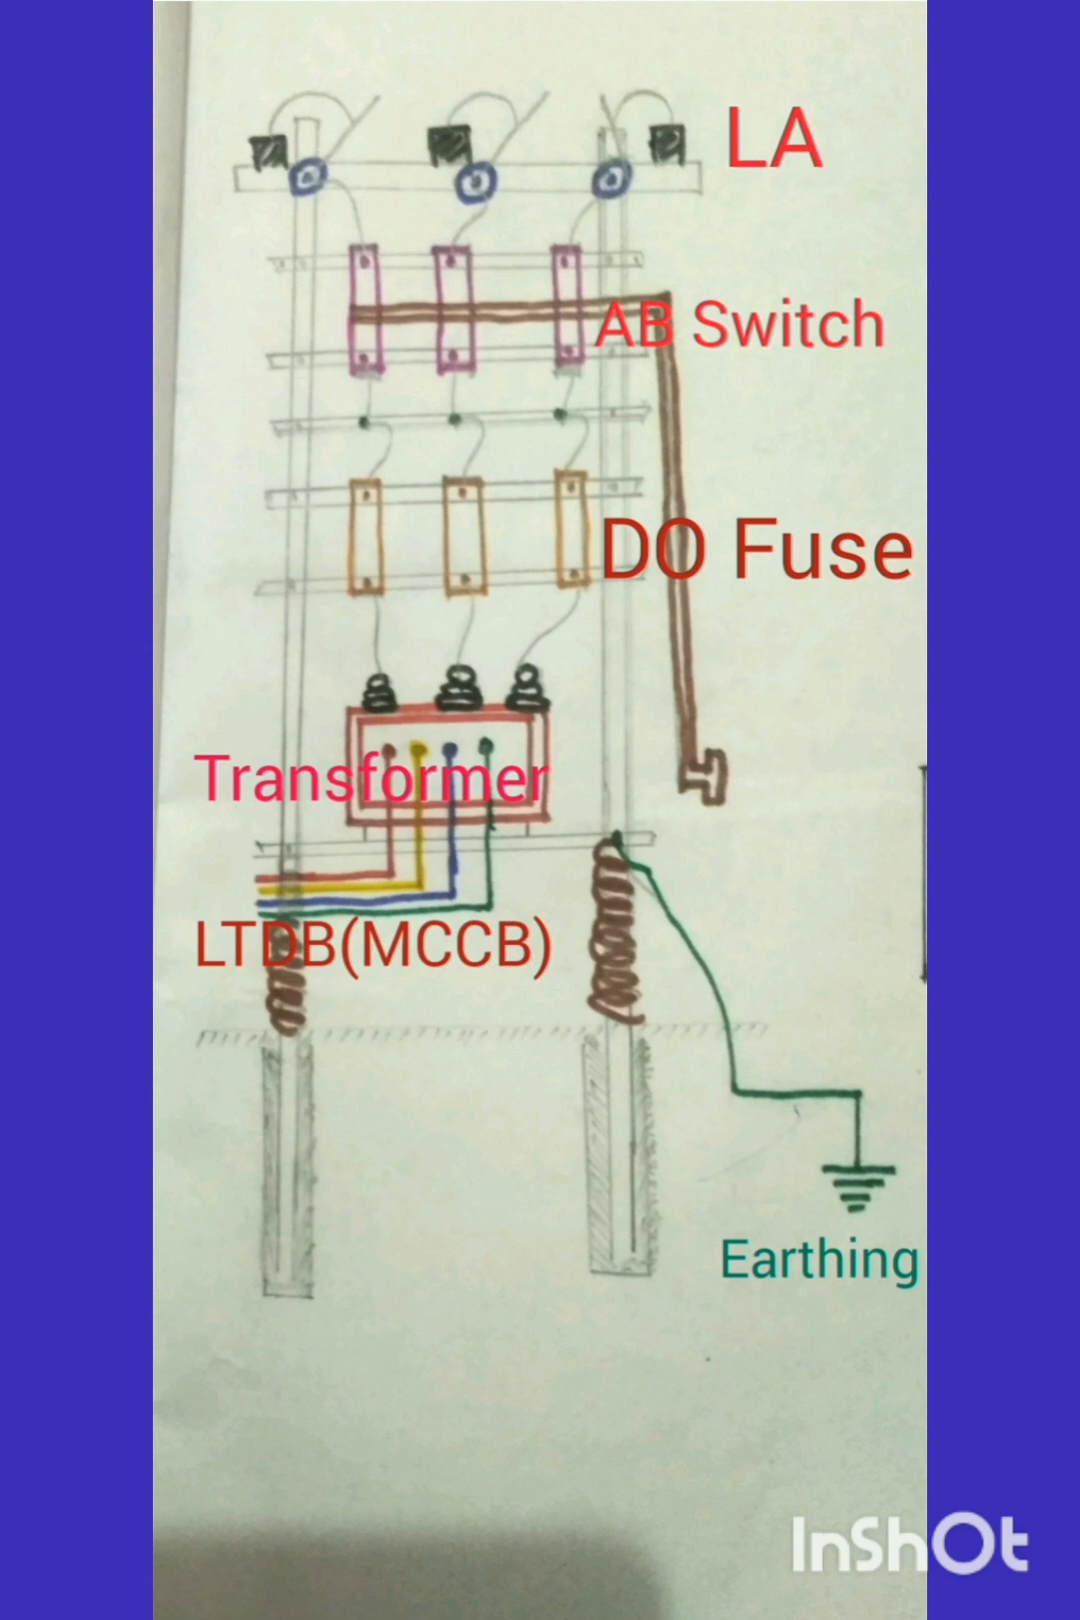 LA
AB Switch
DO Fuse
Transformer
LTDB(MCCB)
Earthing
InShOt